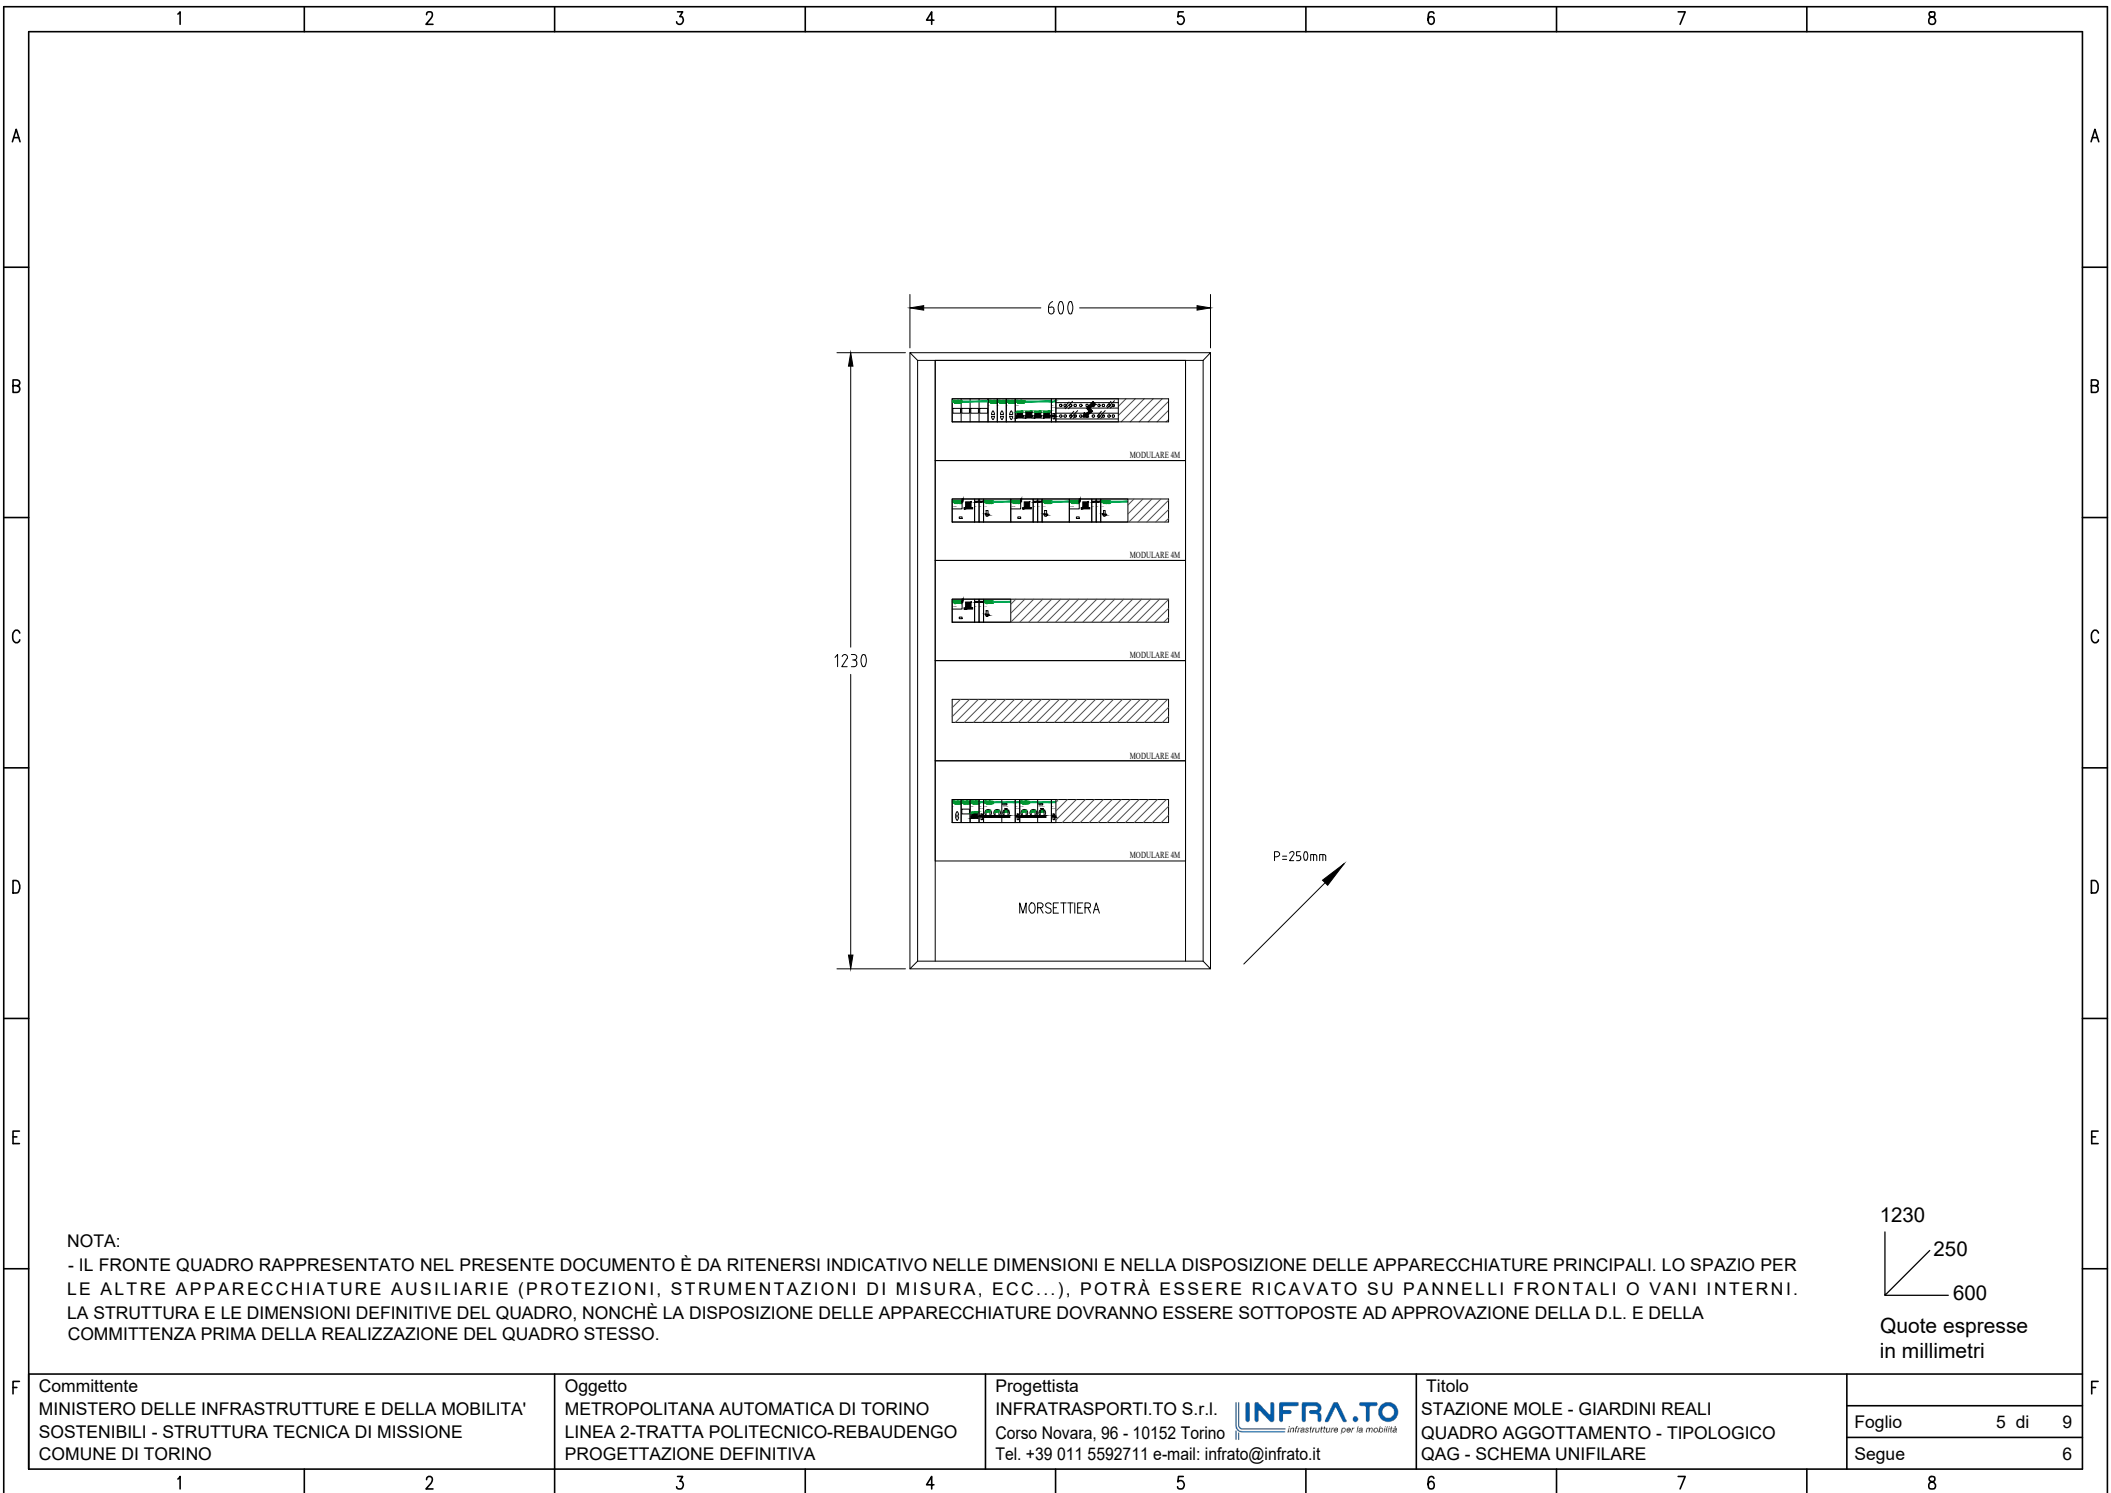 1 2 3 4 5 6 7 8
A A
600
B B
MODULARE 4M
MODULARE 4M
C C
1230
MODULARE 4M
MODULARE 4M
MODULARE 4M
P=250mm
D D
MORSETTIERA
E E
1230
250
600
Quote espresse
in millimetri
NOTA:
- IL FRONTE QUADRO RAPPRESENTATO NEL PRESENTE DOCUMENTO È DA RITENERSI INDICATIVO NELLE DIMENSIONI E NELLA DISPOSIZIONE DELLE APPARECCHIATURE PRINCIPALI. LO SPAZIO PER
LE ALTRE APPARECCHIATURE AUSILIARIE (PROTEZIONI, STRUMENTAZIONI DI MISURA, ECC...), POTRÀ ESSERE RICAVATO SU PANNELLI FRONTALI O VANI INTERNI.
LA STRUTTURA E LE DIMENSIONI DEFINITIVE DEL QUADRO, NONCHÈ LA DISPOSIZIONE DELLE APPARECCHIATURE DOVRANNO ESSERE SOTTOPOSTE AD APPROVAZIONE DELLA D.L. E DELLA
COMMITTENZA PRIMA DELLA REALIZZAZIONE DEL QUADRO STESSO.
F F
Committente
MINISTERO DELLE INFRASTRUTTURE E DELLA MOBILITA'
SOSTENIBILI - STRUTTURA TECNICA DI MISSIONE
COMUNE DI TORINO
Oggetto
METROPOLITANA AUTOMATICA DI TORINO
LINEA 2-TRATTA POLITECNICO-REBAUDENGO
PROGETTAZIONE DEFINITIVA
Progettista
INFRATRASPORTI.TO S.r.l.
Corso Novara, 96 - 10152 Torino
Tel. +39 011 5592711 e-mail: infrato@infrato.it
INFRA.TO
infrastrutture per la mobilità
Titolo
STAZIONE MOLE - GIARDINI REALI
QUADRO AGGOTTAMENTO - TIPOLOGICO
QAG - SCHEMA UNIFILARE
Foglio 5 di 9
Segue 6
1 2 3 4 5 6 7 8